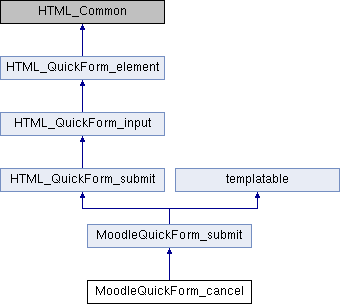 HTML_Common
HTML_QuickForm_element
HTML_QuickForm_input
HTML_QuickForm_submit
templatable
MoodleQuickForm_submit
MoodleQuickForm_cancel